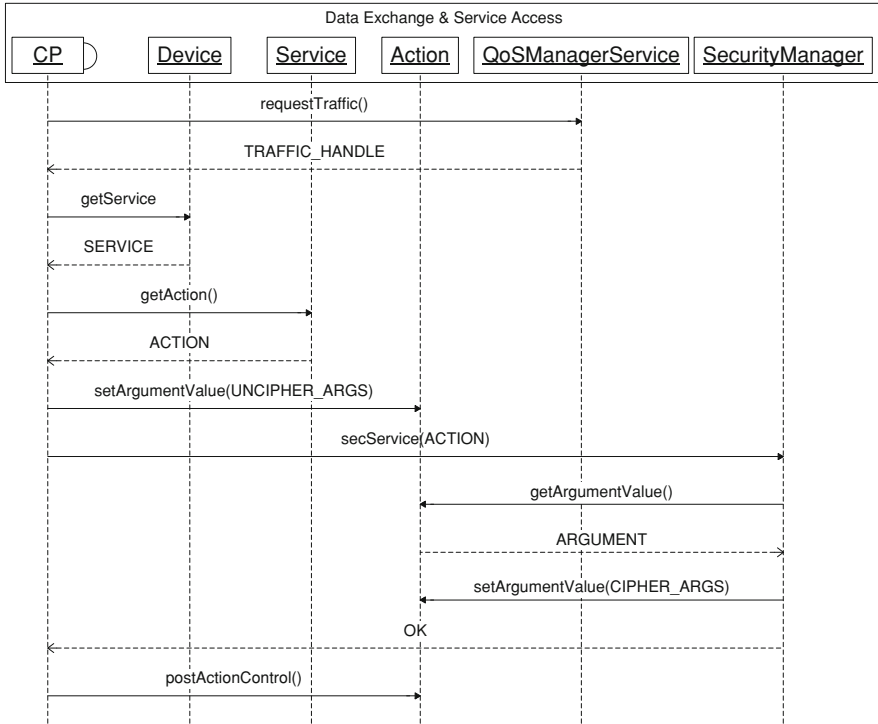 Data Exchange & Service Access
CP Device Service Action QoSManagerService SecurityManager
requestTraffic()
TRAFFIC_HANDLE
getService
SERVICE
getAction()
ACTION
setArgumentValue(UNCIPHER_ARGS)
secService(ACTION)
getArgumentValue()
ARGUMENT
setArgumentValue(CIPHER_ARGS)
OK
postActionControl()